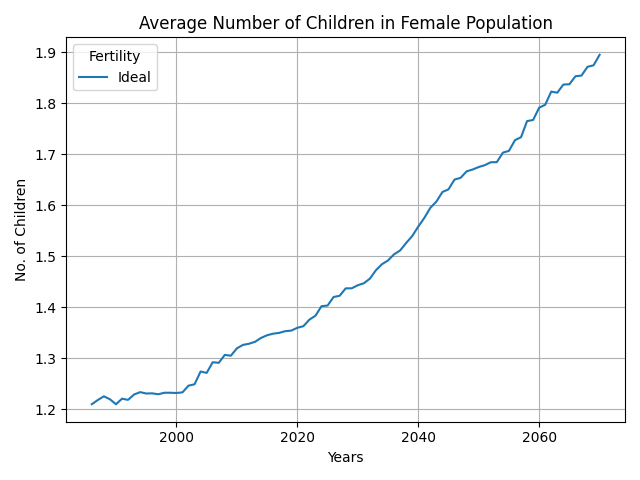 Average Number of Children in Female Population
Fertility
Ideal
1.9
1.8
1.7
1.6
1.5
1.4
1.3
1.2
No. of Children
2000 2020 2040 2060
Years